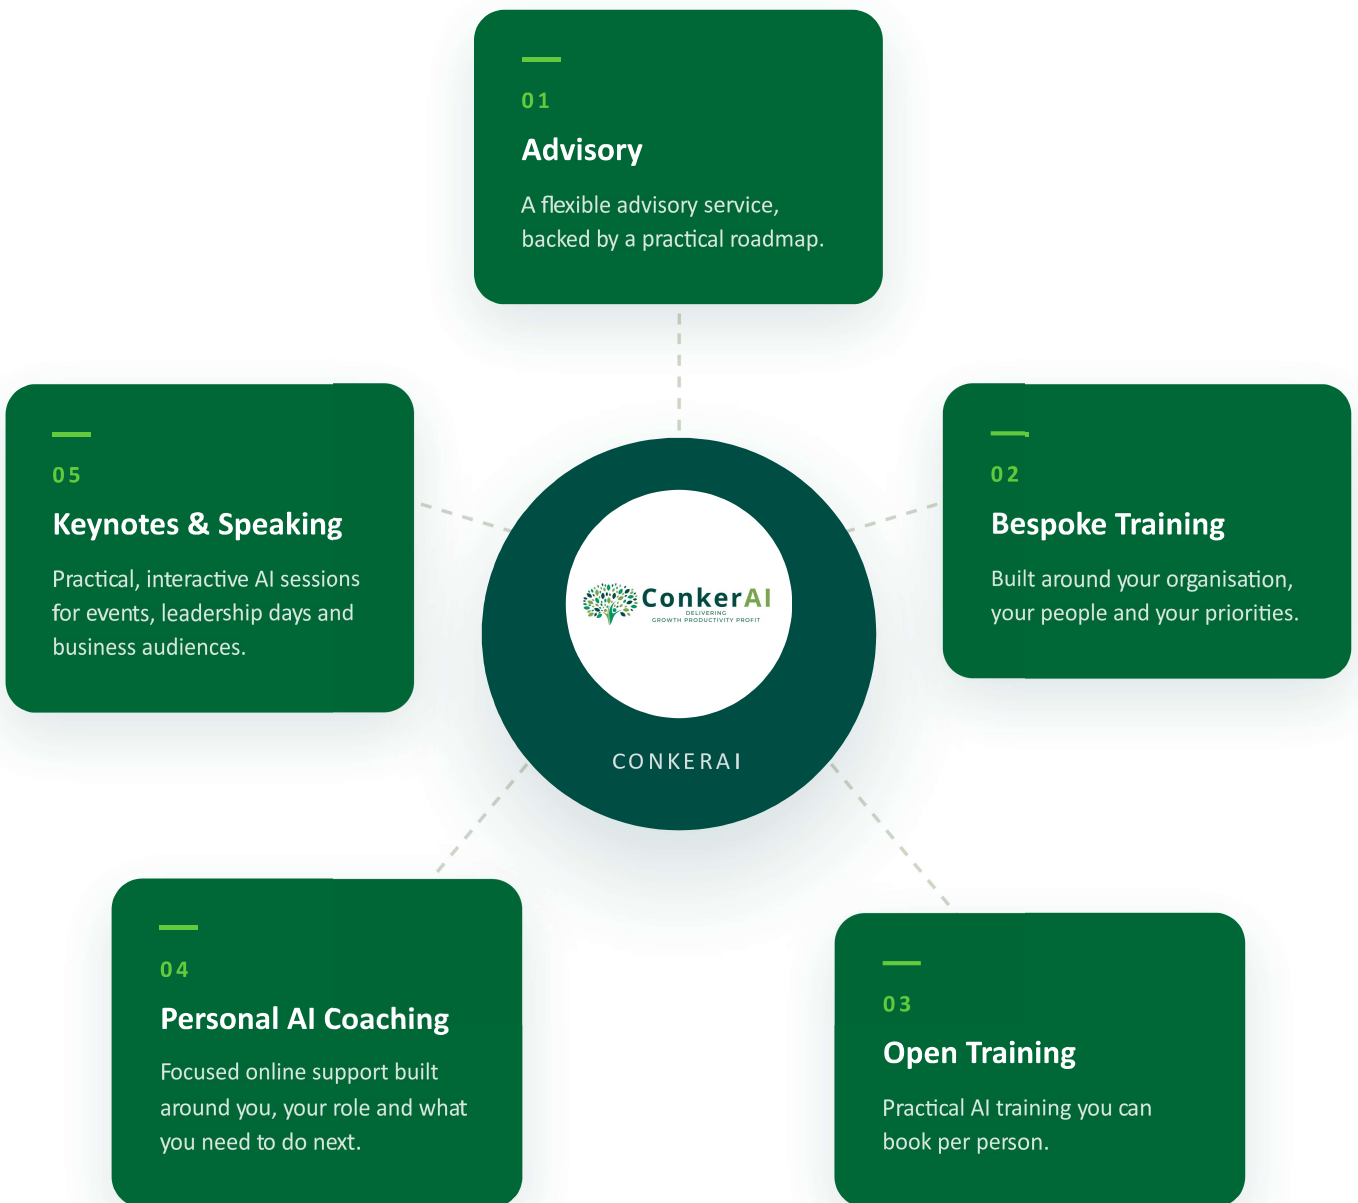 01
Advisory
A flexible advisory service,
backed by a practical roadmap.
05
Keynotes & Speaking
Practical, interactive AI sessions
for events, leadership days and
business audiences.
ConkerAI
DELIVERING
GROWTH PRODUCTIVITY PROFIT
CONKERAI
02
Bespoke Training
Built around your organisation,
your people and your priorities.
04
Personal AI Coaching
Focused online support built
around you, your role and what
you need to do next.
03
Open Training
Practical AI training you can
book per person.